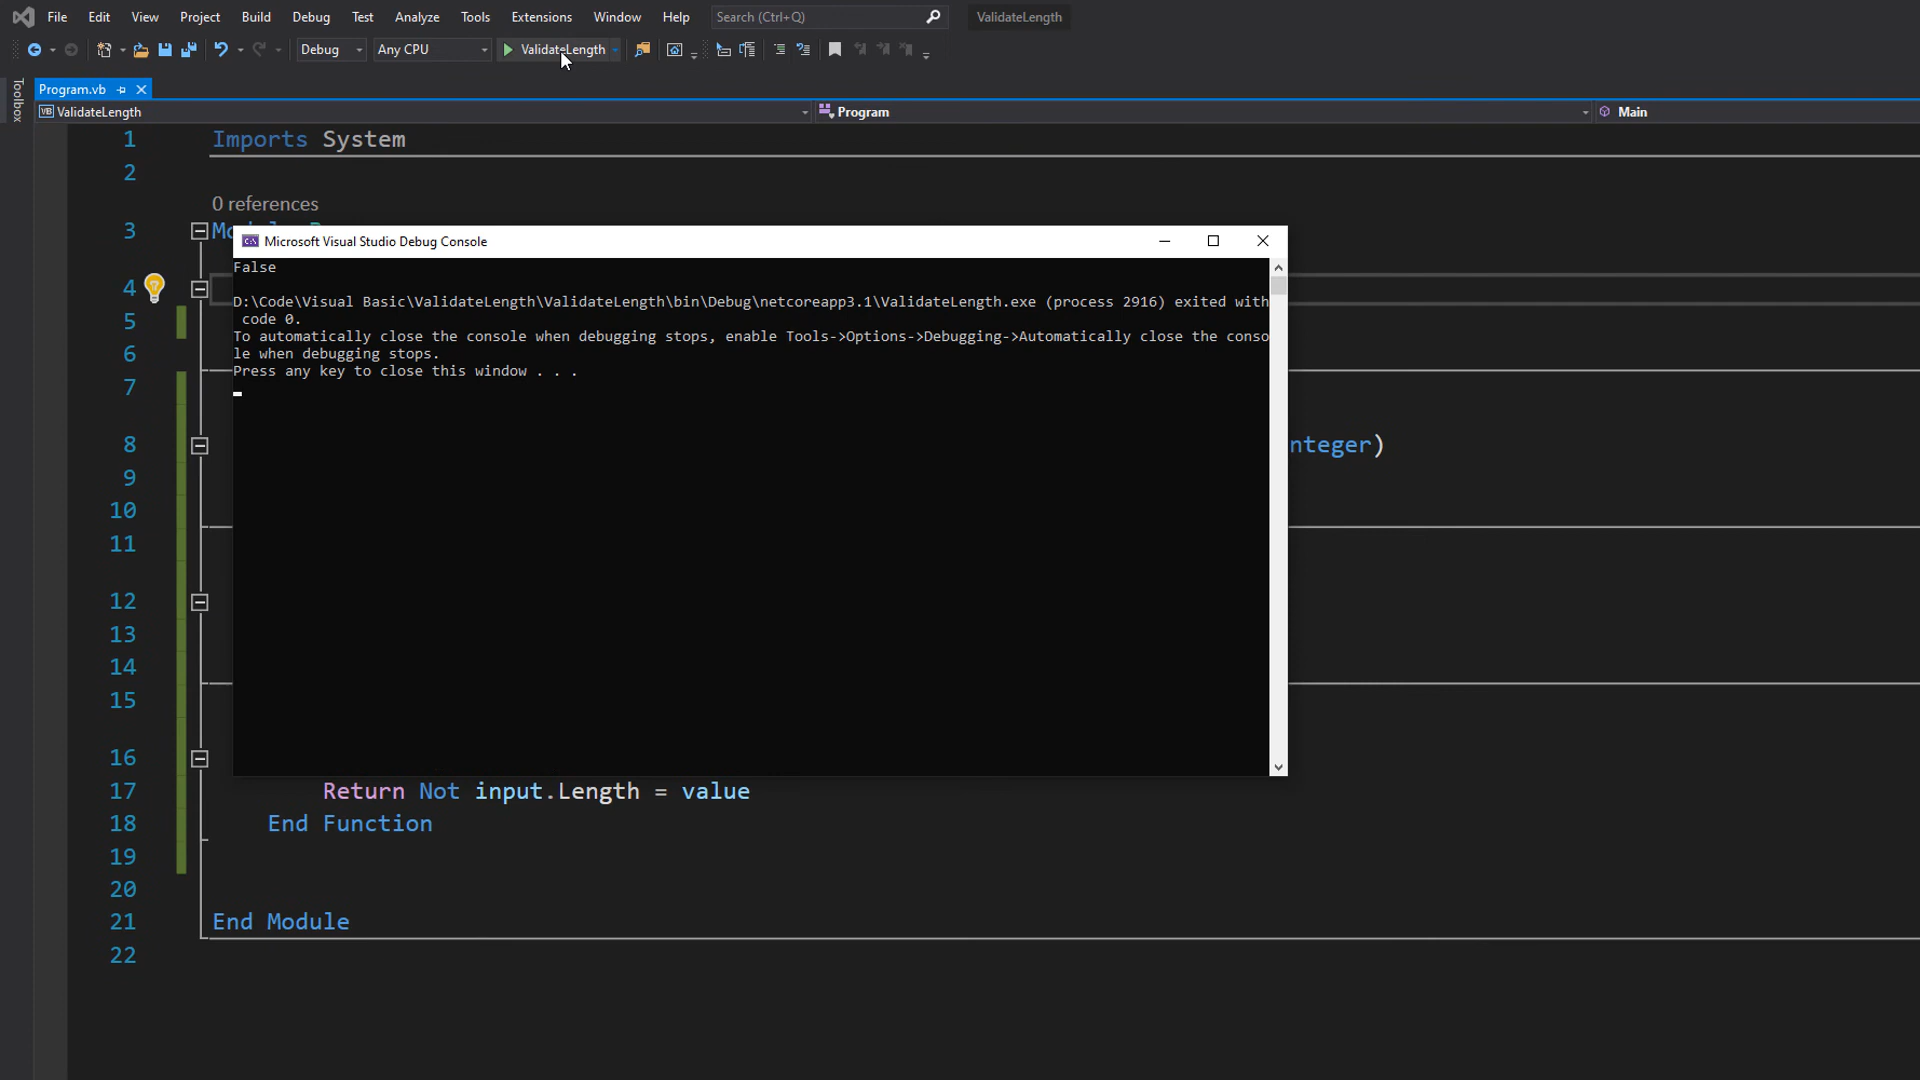 File Edit View Project Build Debug Test Analyze Tools Extensions Window Help Search (Ctrl+Q) ValidateLength
Debug Any CPU ValidateLength
Toolbox
Program.vb
VB ValidateLength Program Main
1 Imports System
2
0 references
3
Microsoft Visual Studio Debug Console
False
4
D:\Code\Visual Basic\ValidateLength\ValidateLength\bin\Debug\netcoreapp3.1\ValidateLength.exe (process 2916) exited with
code 0.
5
To automatically close the console when debugging stops, enable Tools->Options->Debugging->Automatically close the conso
le when debugging stops.
6
Press any key to close this window . . .
7
8 nteger)
9
10
11
12
13
14
15
16
17 Return Not input.Length = value
18 End Function
19
20
21 End Module
22